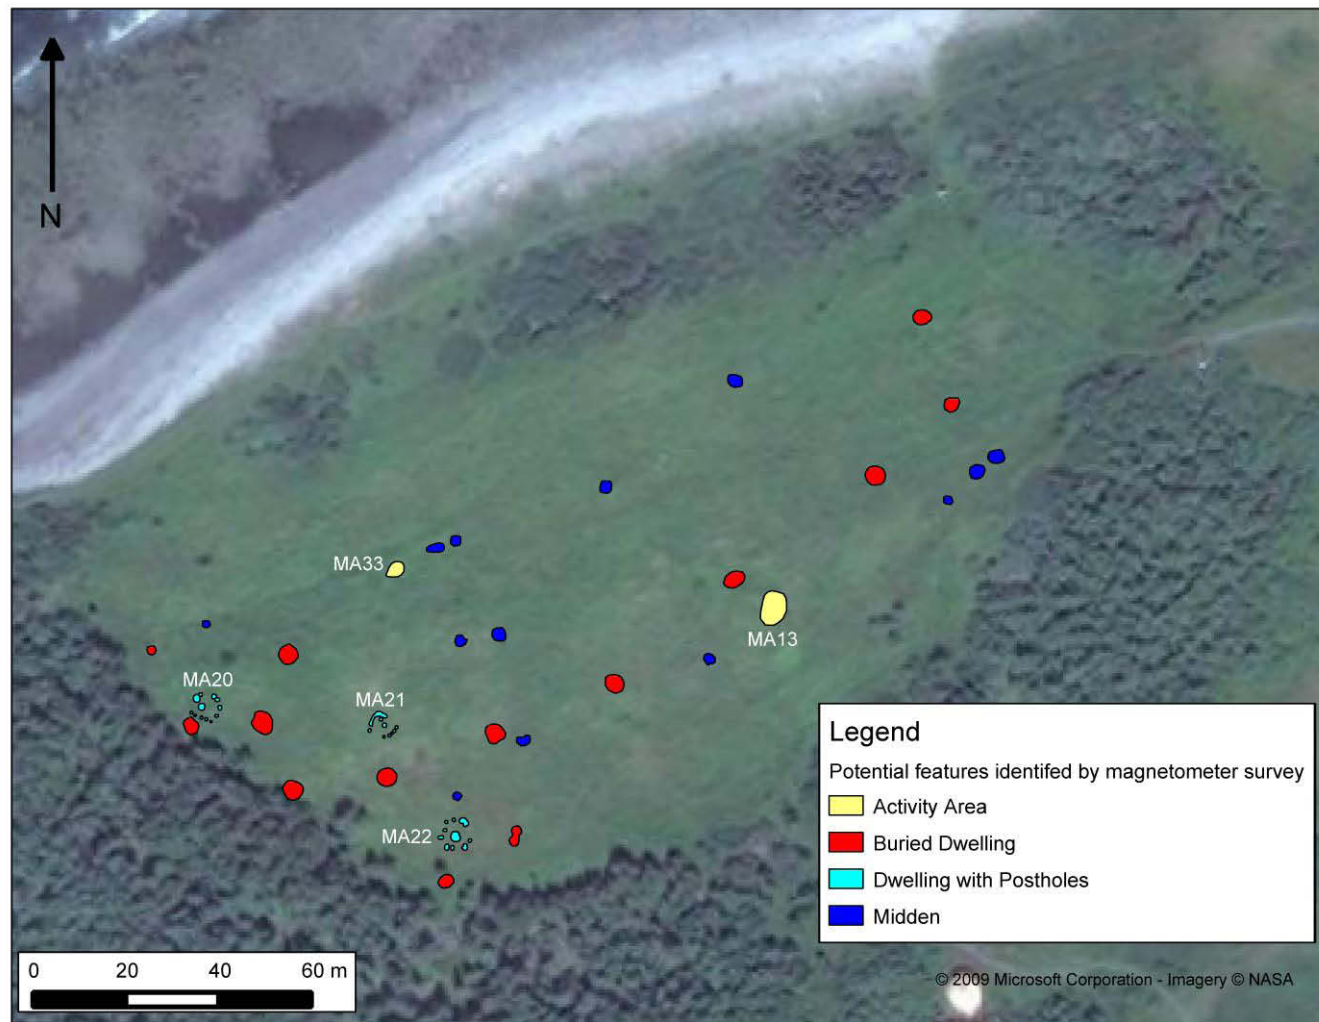 N
MA33
MA13
MA20
MA21
MA22
Legend
Potential features identifed by magnetometer survey
Activity Area
Buried Dwelling
Dwelling with Postholes
Midden
0 20 40 60 m
© 2009 Microsoft Corporation - Imagery © NASA